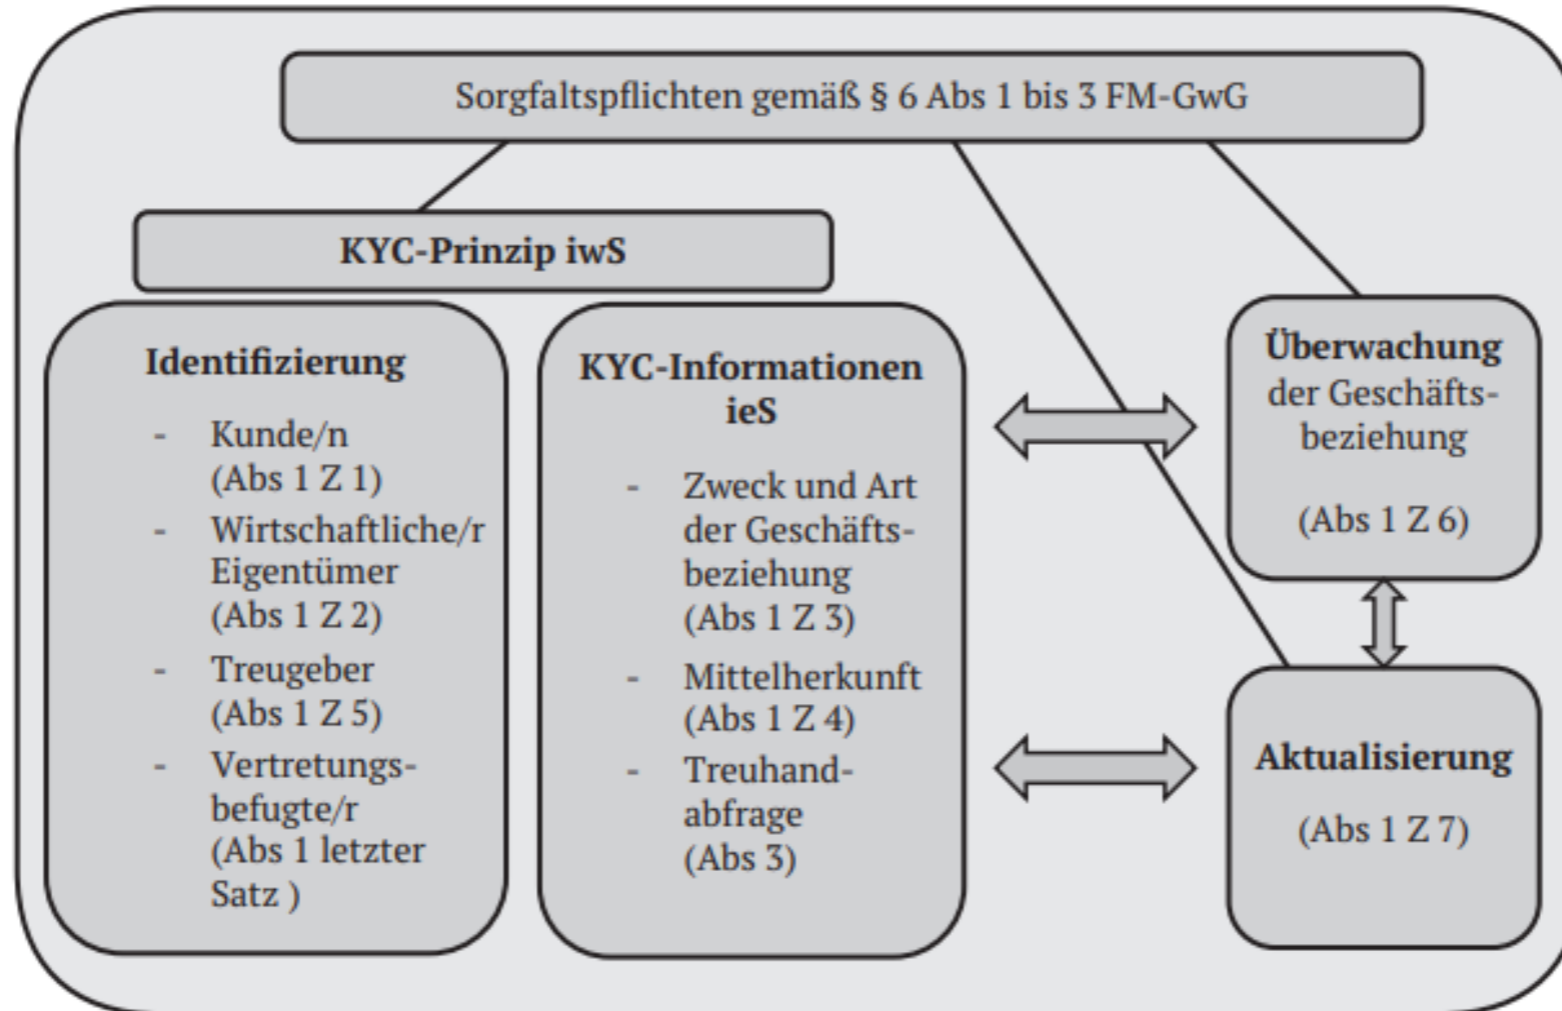 Sorgfaltspflichten gemäß § 6 Abs 1 bis 3 FM-GwG
KYC-Prinzip iwS
Identifizierung
- Kunde/n
(Abs 1 Z 1)
- Wirtschaftliche/r
Eigentümer
(Abs 1 Z 2)
- Treugeber
(Abs 1 Z 5)
- Vertretungs-
befugte/r
(Abs 1 letzter
Satz )
KYC-Informationen
ieS
- Zweck und Art
der Geschäfts-
beziehung
(Abs 1 Z 3)
- Mittelherkunft
(Abs 1 Z 4)
- Treuhand-
abfrage
(Abs 3)
Überwachung
der Geschäfts-
beziehung
(Abs 1 Z 6)
Aktualisierung
(Abs 1 Z 7)